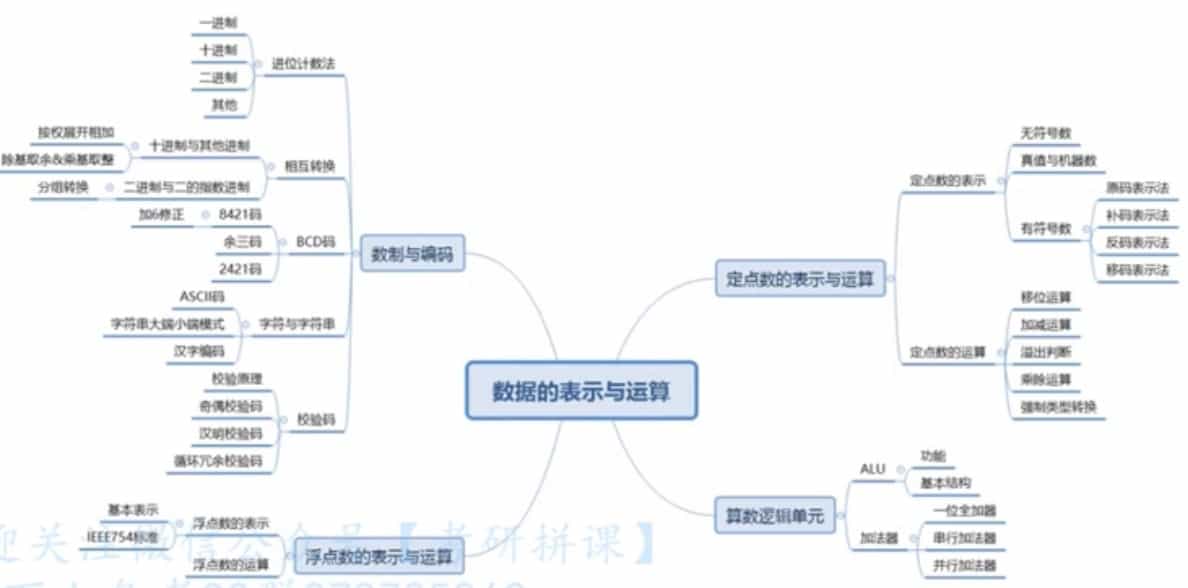 数据的表示与运算
数制与编码
进位计数法
一进制
十进制
二进制
其他
相互转换
十进制与其他进制
按权展开相加
除基取余&乘基取整
二进制与二的指数进制
分组转换
BCD码
8421码
加6修正
余三码
2421码
字符与字符串
ASCII码
字符串大端小端模式
汉字编码
校验码
校验原理
奇偶校验码
汉明校验码
循环冗余校验码
浮点数的表示与运算
浮点数的表示
基本表示
IEEE754标准
浮点数的运算
定点数的表示与运算
定点数的表示
无符号数
真值与机器数
有符号数
原码表示法
补码表示法
反码表示法
移码表示法
定点数的运算
移位运算
加减运算
溢出判断
乘除运算
强制类型转换
算数逻辑单元
ALU
功能
基本结构
加法器
一位全加器
串行加法器
并行加法器
迎关注微信公众号【考研拼课】